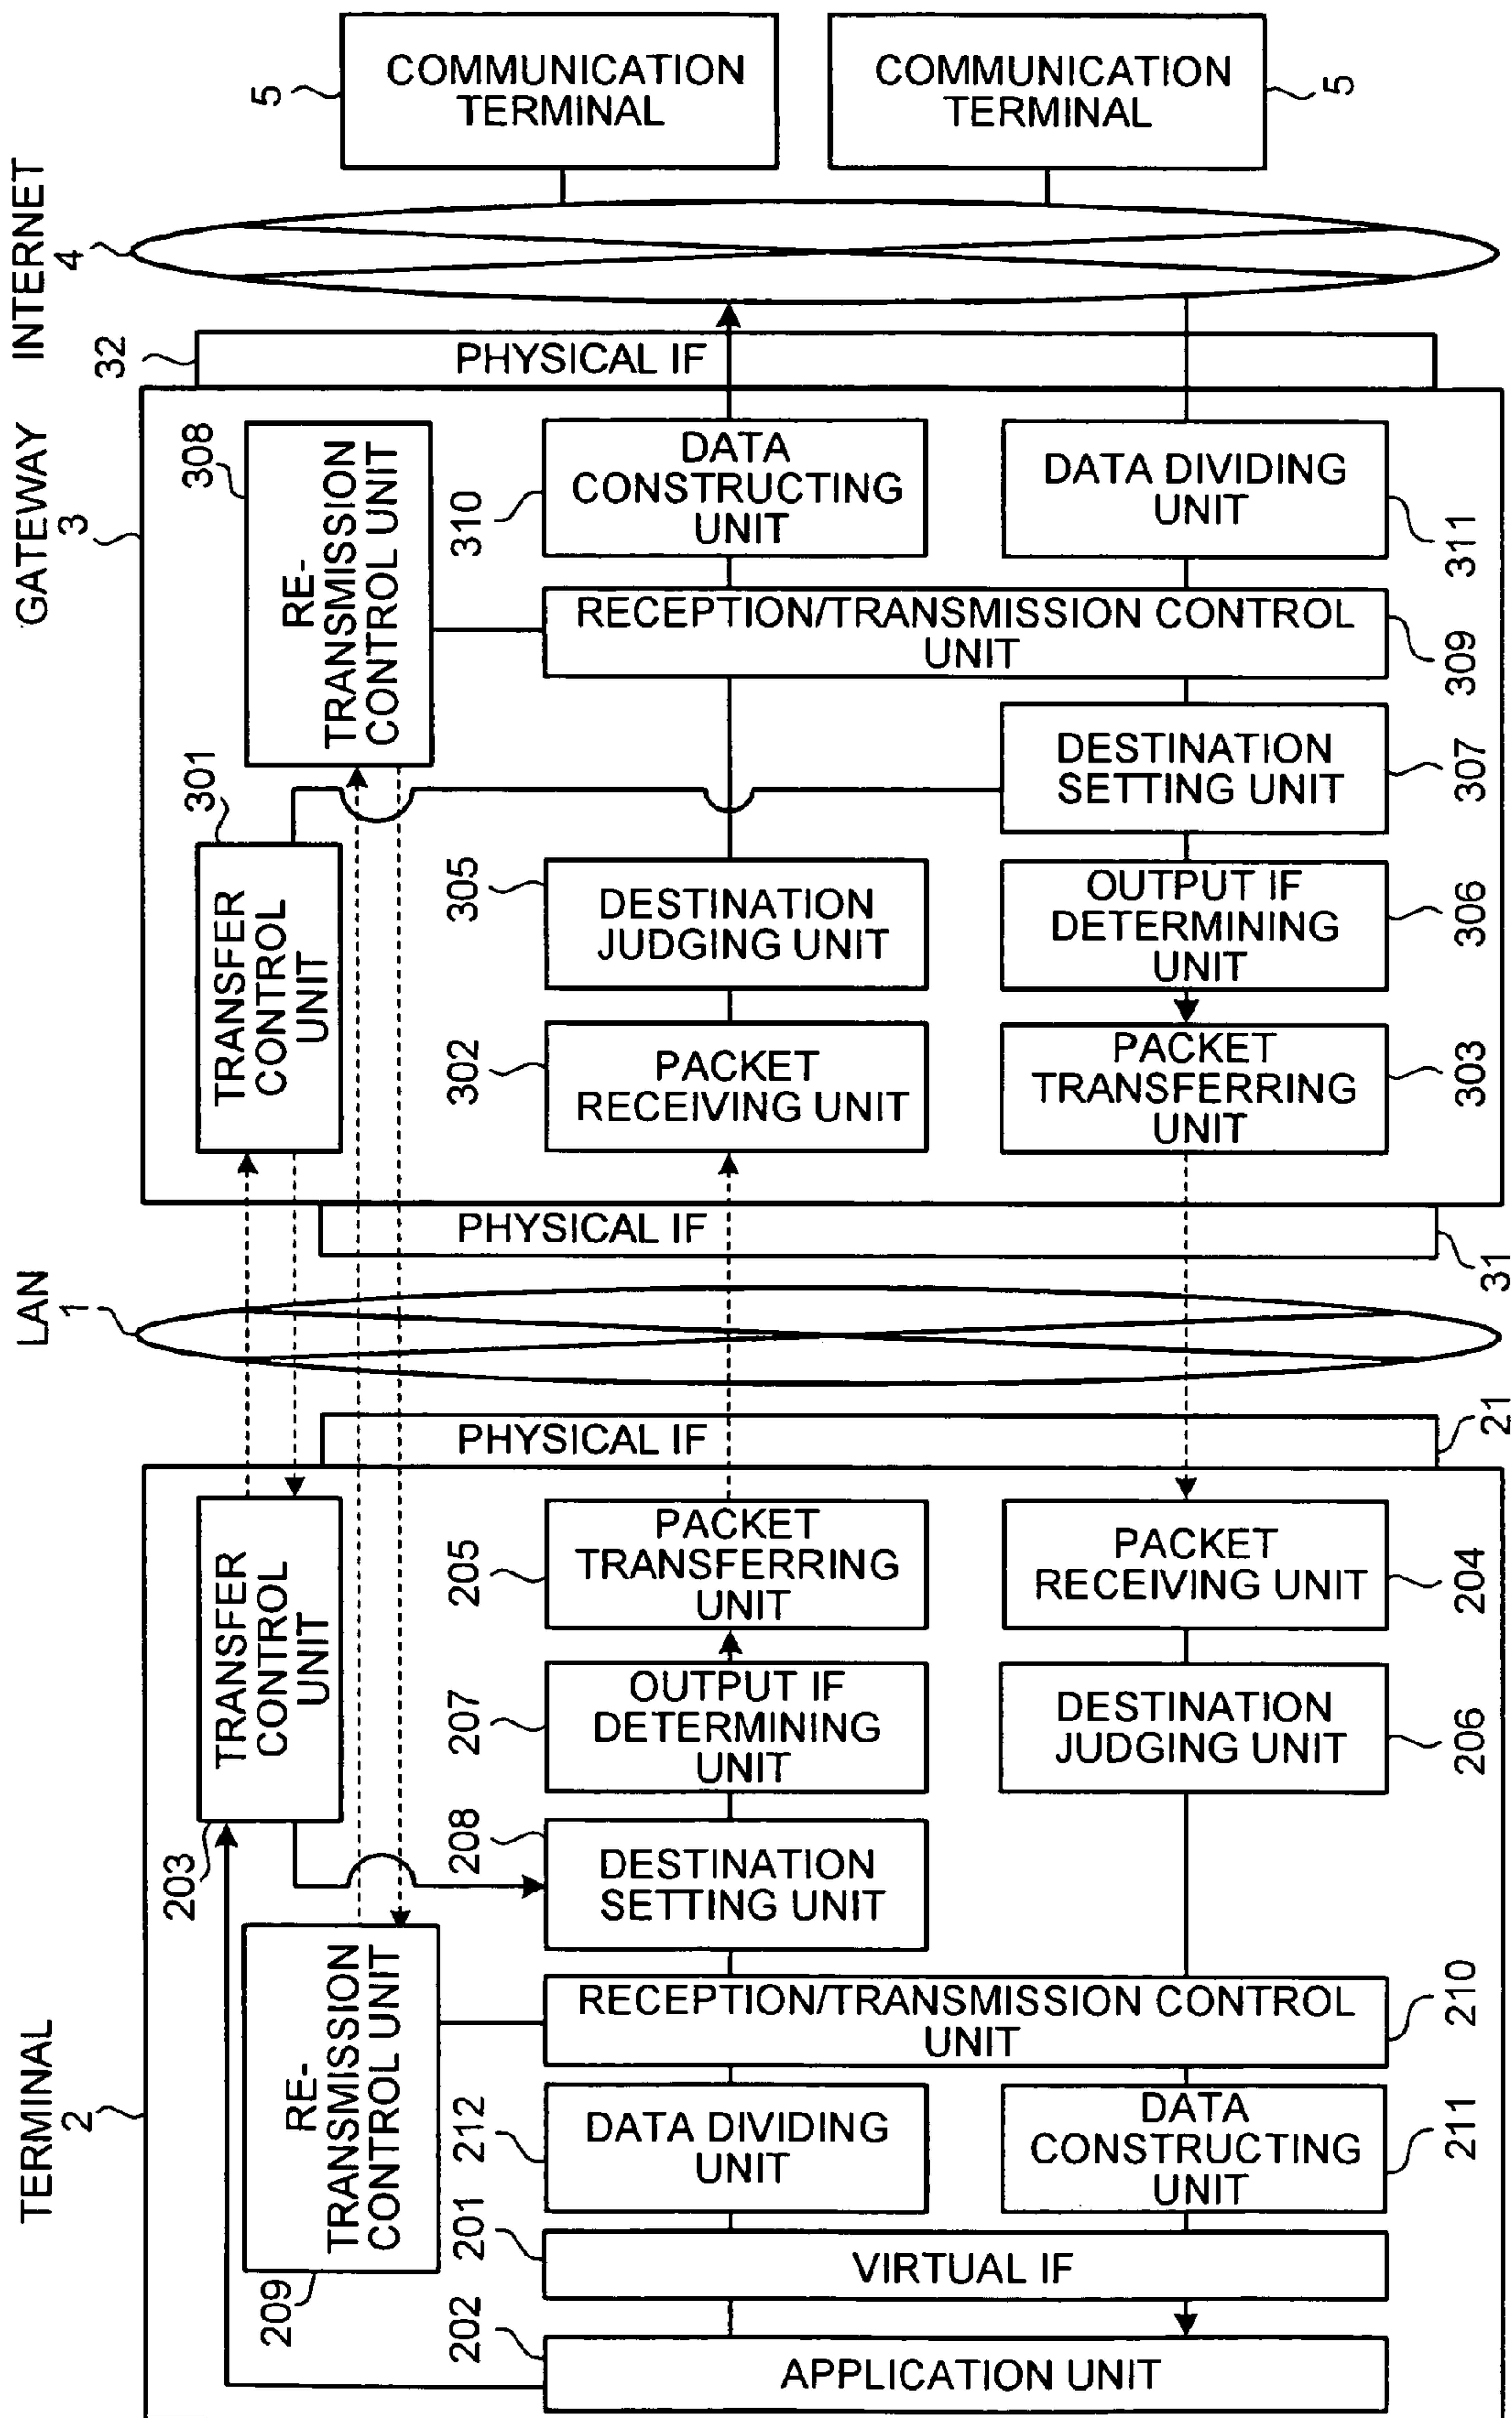 TERMINAL
2
LAN
1
GATEWAY
3
INTERNET
4
203
TRANSFER
CONTROL
UNIT
209
RE-
TRANSMISSION
CONTROL UNIT
202
APPLICATION UNIT
201
VIRTUAL IF
212
DATA DIVIDING
UNIT
DATA
CONSTRUCTING
UNIT
211
RECEPTION/TRANSMISSION CONTROL
UNIT
210
208
DESTINATION
SETTING UNIT
207
OUTPUT IF
DETERMINING
UNIT
205
PACKET
TRANSFERRING
UNIT
DESTINATION
JUDGING UNIT
206
PACKET
RECEIVING UNIT
204
PHYSICAL IF
21
PHYSICAL IF
31
301
TRANSFER
CONTROL
UNIT
308
RE-
TRANSMISSION
CONTROL UNIT
302
PACKET
RECEIVING UNIT
305
DESTINATION
JUDGING UNIT
PACKET
TRANSFERRING
UNIT
303
OUTPUT IF
DETERMINING
UNIT
306
DESTINATION
SETTING UNIT
307
RECEPTION/TRANSMISSION CONTROL
UNIT
309
310
DATA
CONSTRUCTING
UNIT
DATA DIVIDING
UNIT
311
32
PHYSICAL IF
5
COMMUNICATION
TERMINAL
COMMUNICATION
TERMINAL
5